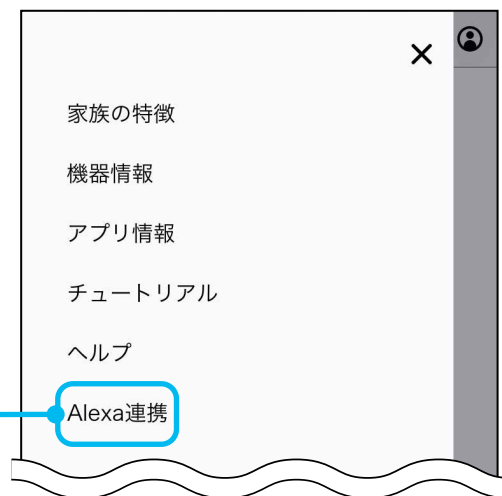 家族の特徴
機器情報
アプリ情報
チュートリアル
ヘルプ
Alexa連携